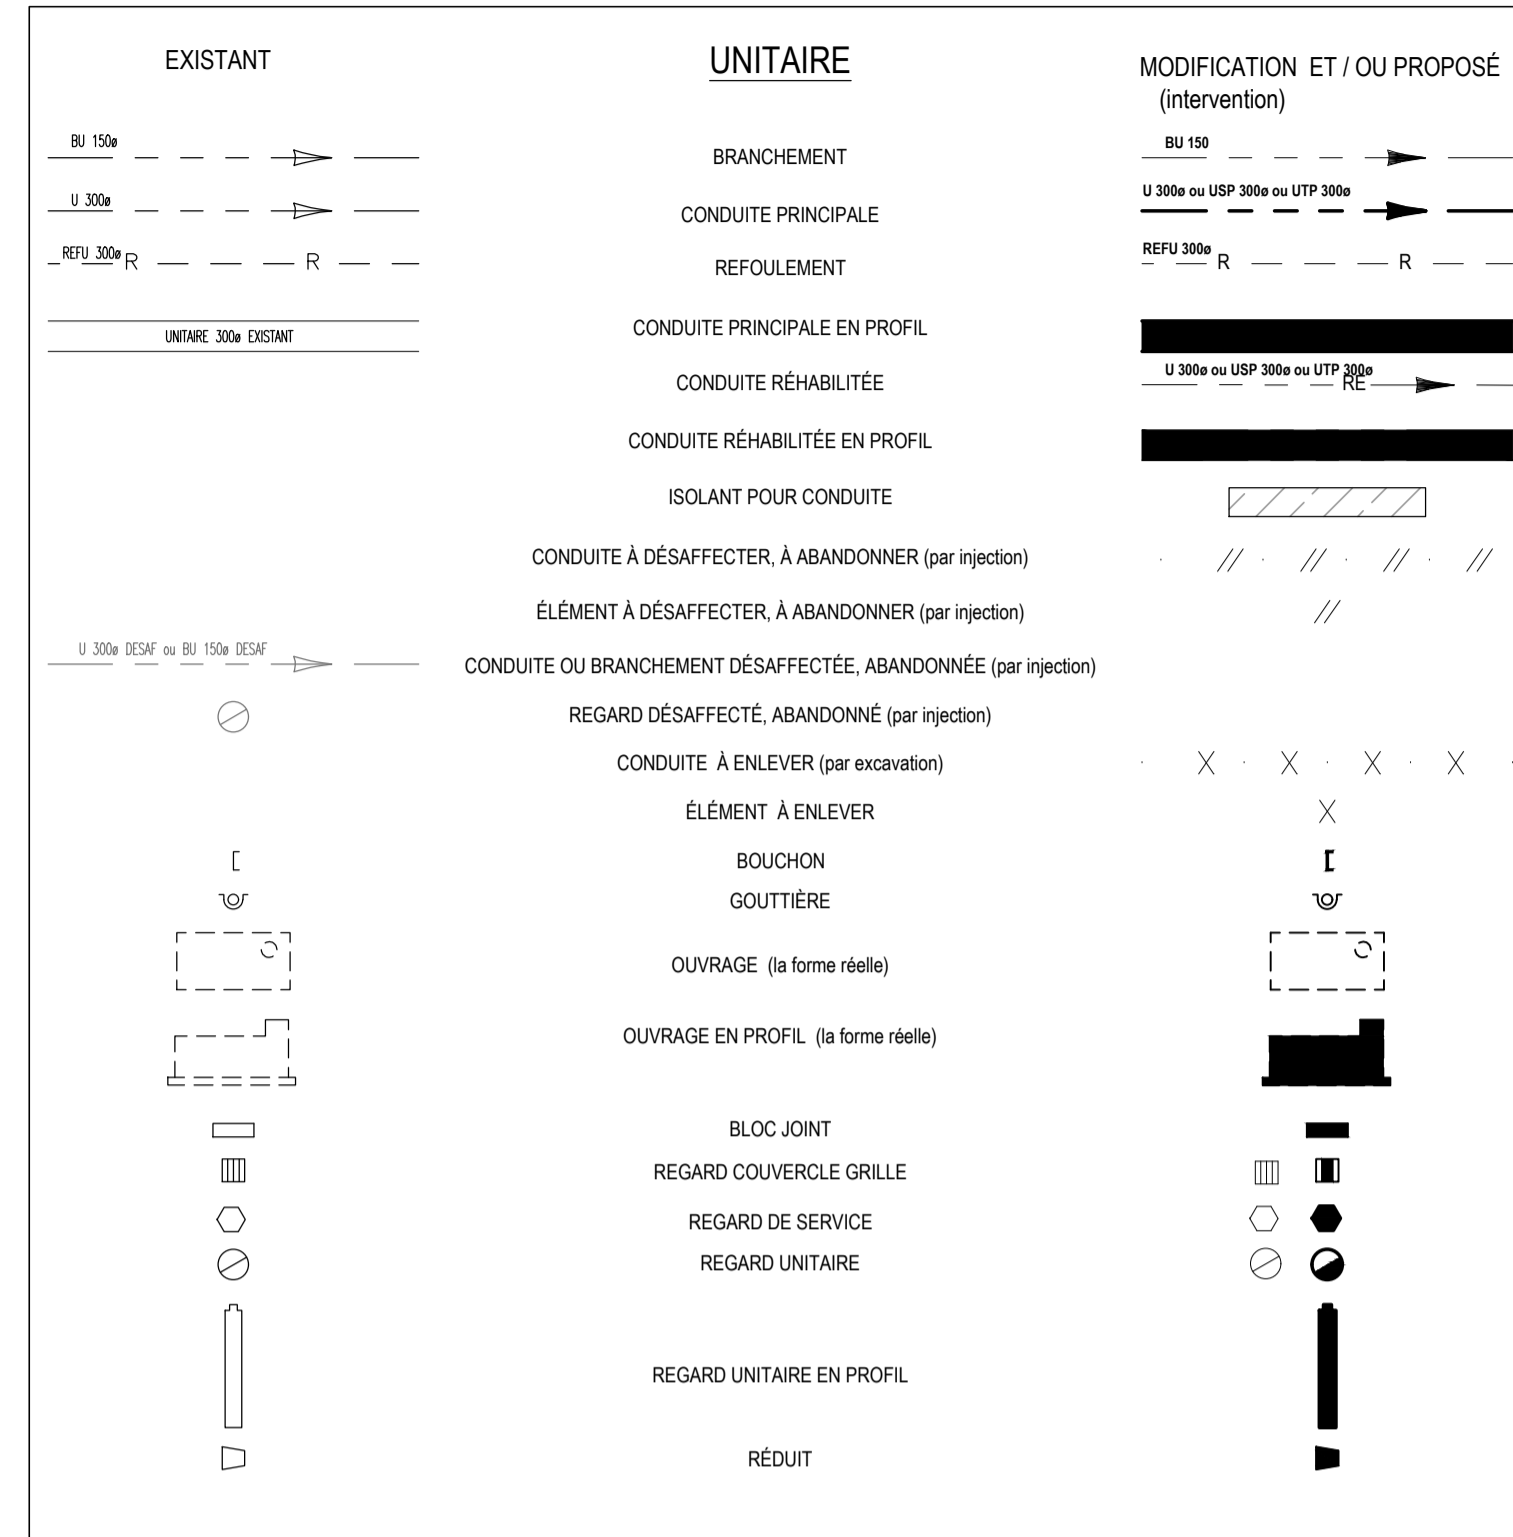 EXISTANT
UNITAIRE
MODIFICATION ET / OU PROPOSÉ
(intervention)
BU 150ø
BRANCHEMENT
BU 150
U 300ø
CONDUITE PRINCIPALE
U 300ø ou USP 300ø ou UTP 300ø
REFU 300ø R R
REFOULEMENT
REFU 300ø R R
UNITAIRE 300ø EXISTANT
CONDUITE PRINCIPALE EN PROFIL
CONDUITE RÉHABILITÉE
U 300ø ou USP 300ø ou UTP 300ø
RE
CONDUITE RÉHABILITÉE EN PROFIL
ISOLANT POUR CONDUITE
CONDUITE À DÉSAFFECTER, À ABANDONNER (par injection)
ÉLÉMENT À DÉSAFFECTER, À ABANDONNER (par injection)
U 300ø DESAF ou BU 150ø DESAF
CONDUITE OU BRANCHEMENT DÉSAFFECTÉE, ABANDONNÉE (par injection)
REGARD DÉSAFFECTÉ, ABANDONNÉ (par injection)
CONDUITE À ENLEVER (par excavation)
X X X X
ÉLÉMENT À ENLEVER
X
BOUCHON
GOUTTIÈRE
OUVRAGE (la forme réelle)
OUVRAGE EN PROFIL (la forme réelle)
BLOC JOINT
REGARD COUVERCLE GRILLE
REGARD DE SERVICE
REGARD UNITAIRE
REGARD UNITAIRE EN PROFIL
RÉDUIT